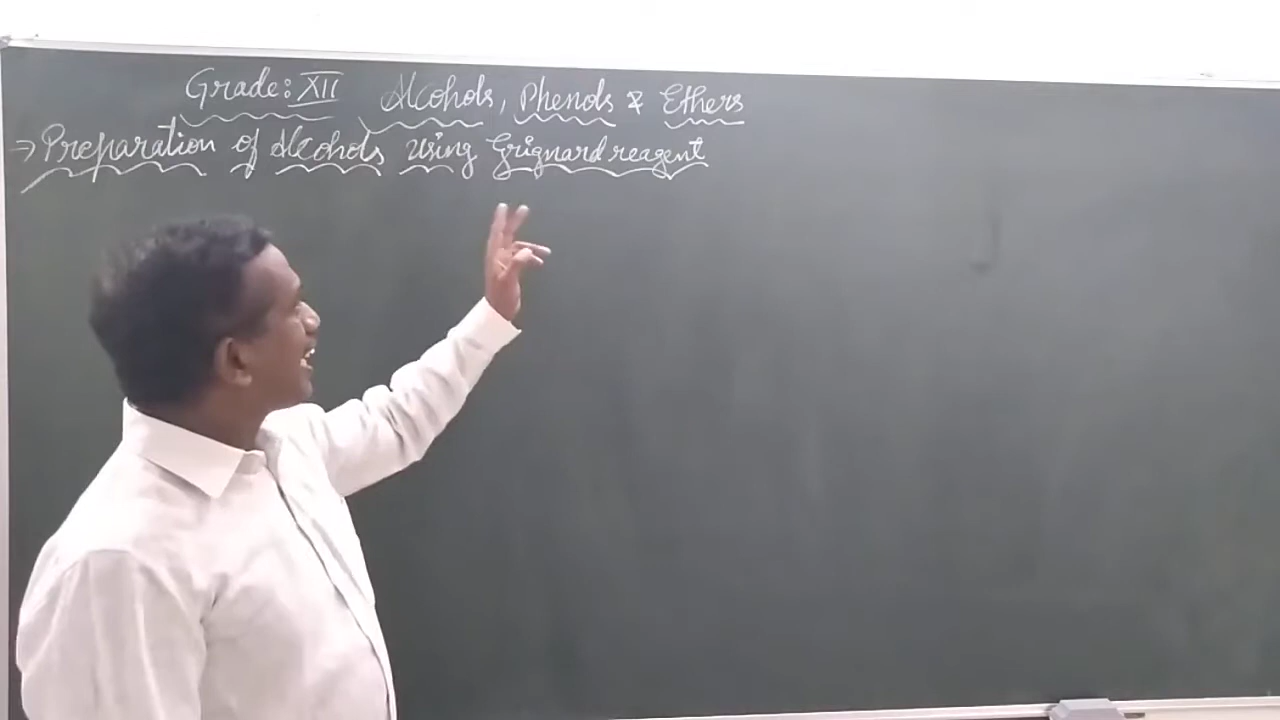 Grade: XII Alcohols, Phenols & Ethers
→ Preparation of Alcohols using Grignard reagent